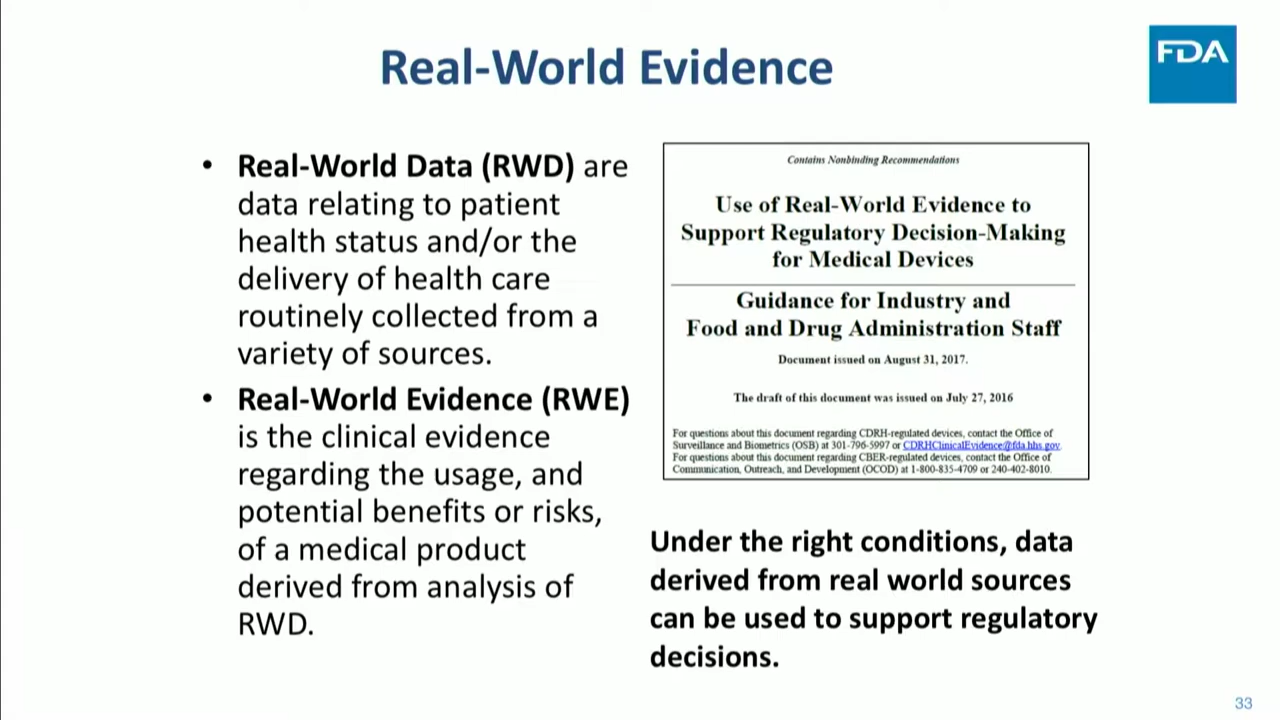 Real-World Evidence
FDA
• Real-World Data (RWD) are
data relating to patient
health status and/or the
delivery of health care
routinely collected from a
variety of sources.
• Real-World Evidence (RWE)
is the clinical evidence
regarding the usage, and
potential benefits or risks,
of a medical product
derived from analysis of
RWD.
Contains Nonbinding Recommendations
Use of Real-World Evidence to
Support Regulatory Decision-Making
for Medical Devices
Guidance for Industry and
Food and Drug Administration Staff
Document issued on August 31, 2017.
The draft of this document was issued on July 27, 2016
For questions about this document regarding CDRH-regulated devices, contact the Office of
Surveillance and Biometrics (OSB) at 301-796-5997 or CDRHClinicalEvidence@fda.hhs.gov.
For questions about this document regarding CBER-regulated devices, contact the Office of
Communication, Outreach, and Development (OCOD) at 1-800-835-4709 or 240-402-8010.
Under the right conditions, data
derived from real world sources
can be used to support regulatory
decisions.
33